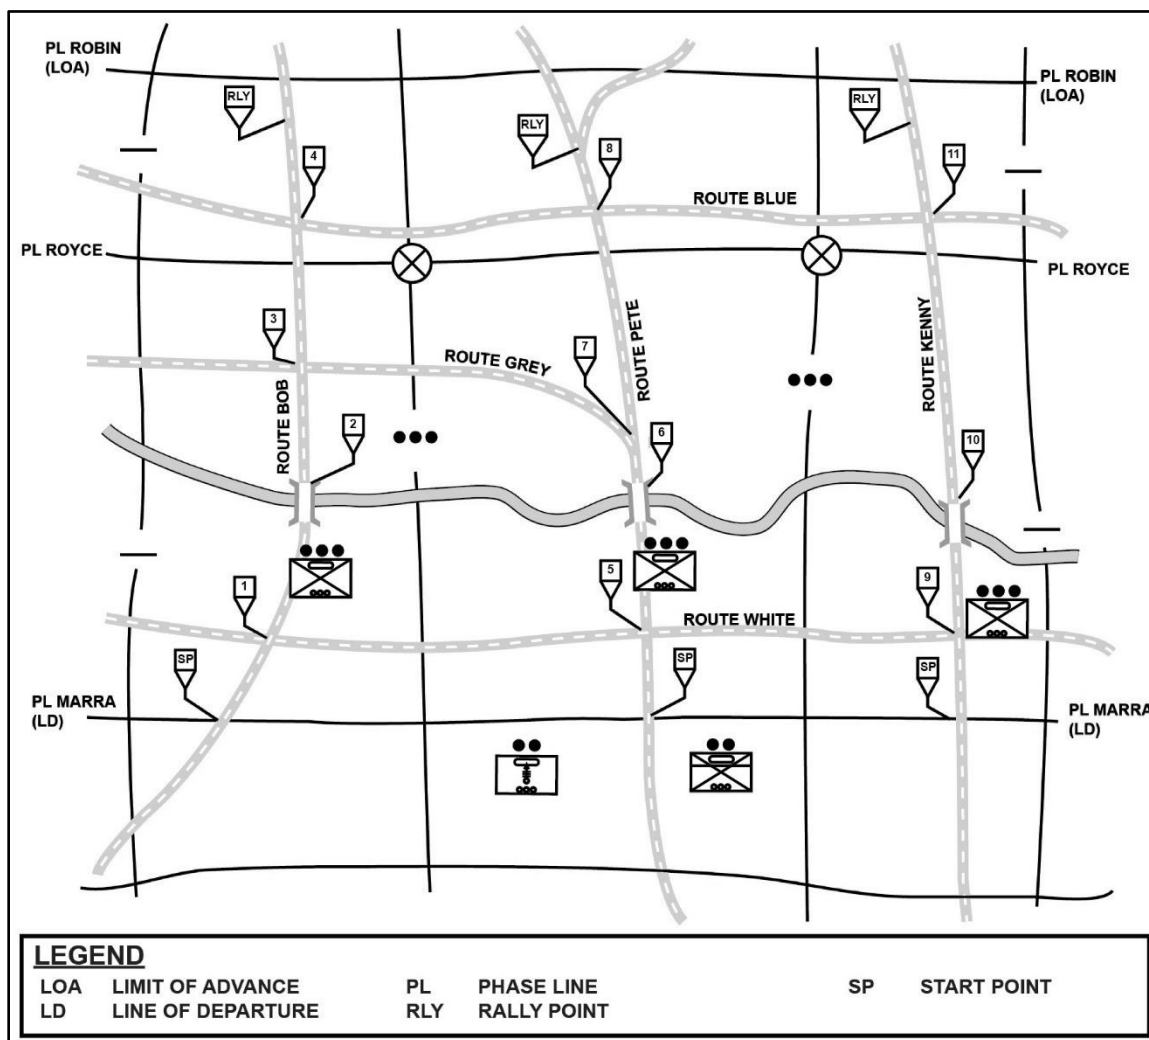 PL ROBIN
(LOA)
PL ROBIN
(LOA)
RLY
RLY
RLY
4
8
11
ROUTE BLUE
PL ROYCE
PL ROYCE
3
7
ROUTE GREY
ROUTE PETE
ROUTE KENNY
ROUTE BOB
2
6
10
1
5
9
ROUTE WHITE
SP
SP
SP
PL MARRA
(LD)
PL MARRA
(LD)
LEGEND
LOA LIMIT OF ADVANCE PL PHASE LINE SP START POINT
LD LINE OF DEPARTURE RLY RALLY POINT